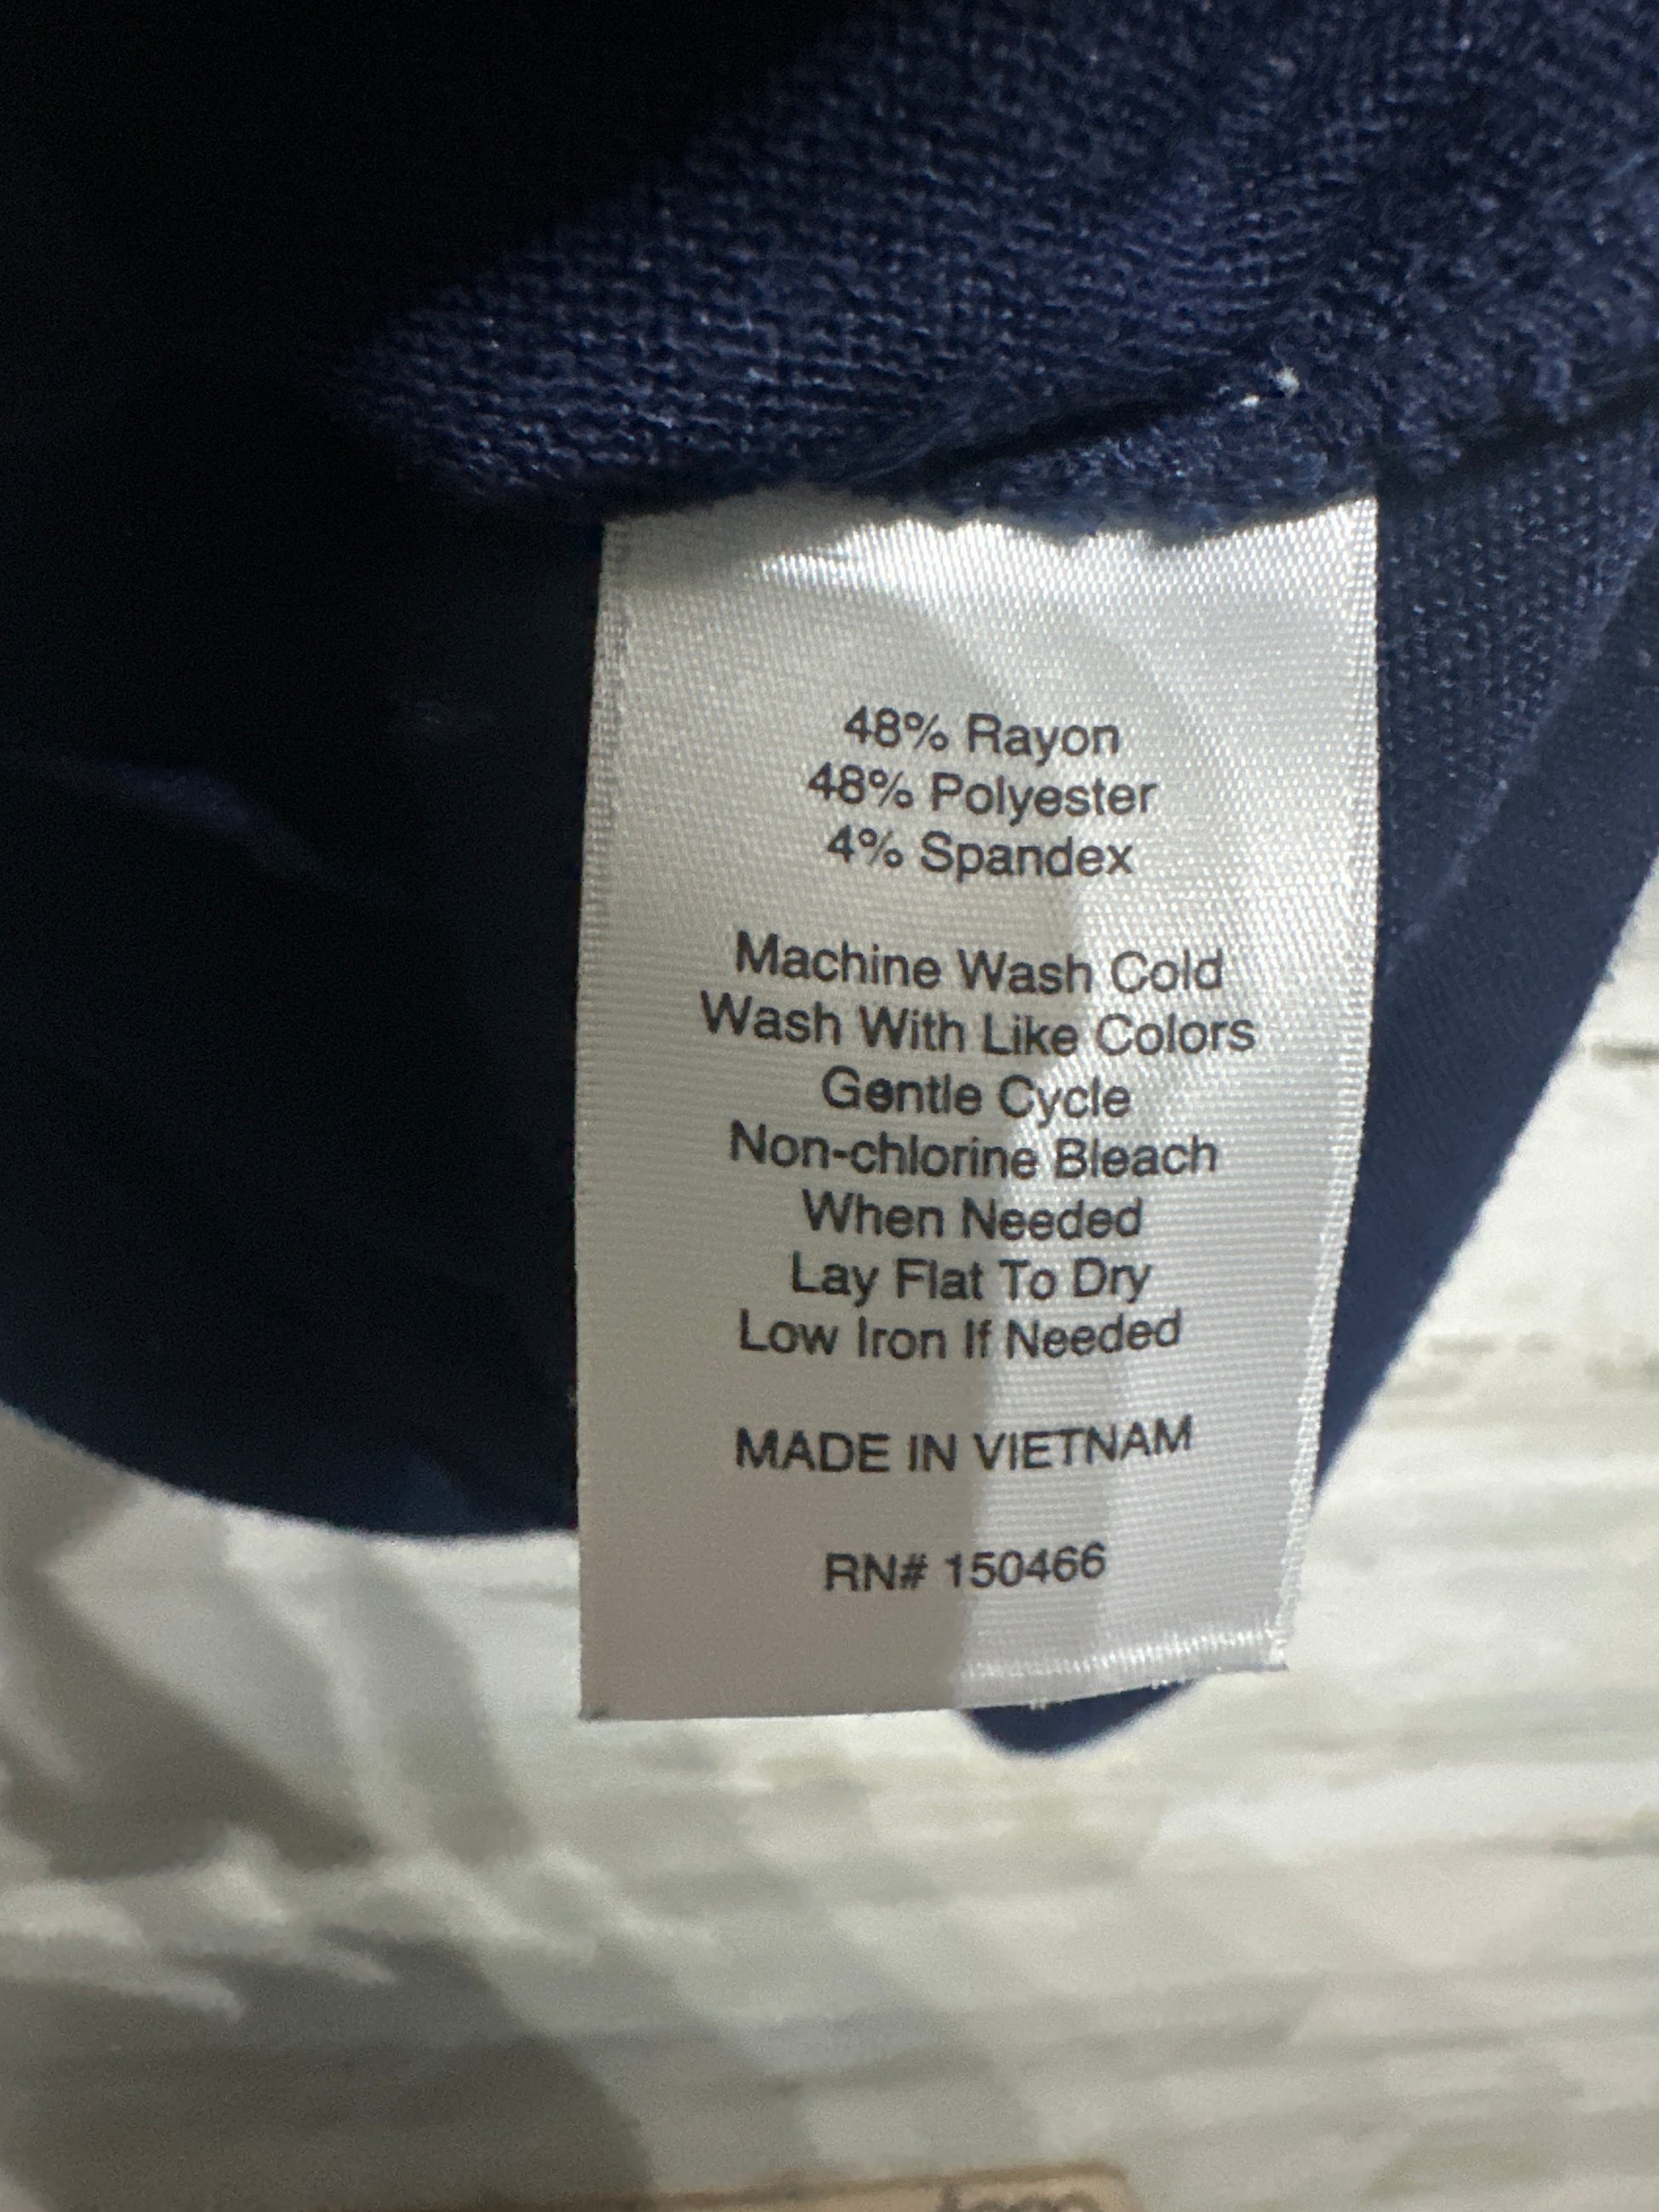 48% Rayon
48% Polyester
4% Spandex
Machine Wash Cold
Wash With Like Colors
Gentle Cycle
Non-chlorine Bleach
When Needed
Lay Flat To Dry
Low Iron If Needed
MADE IN VIETNAM
RN# 150466